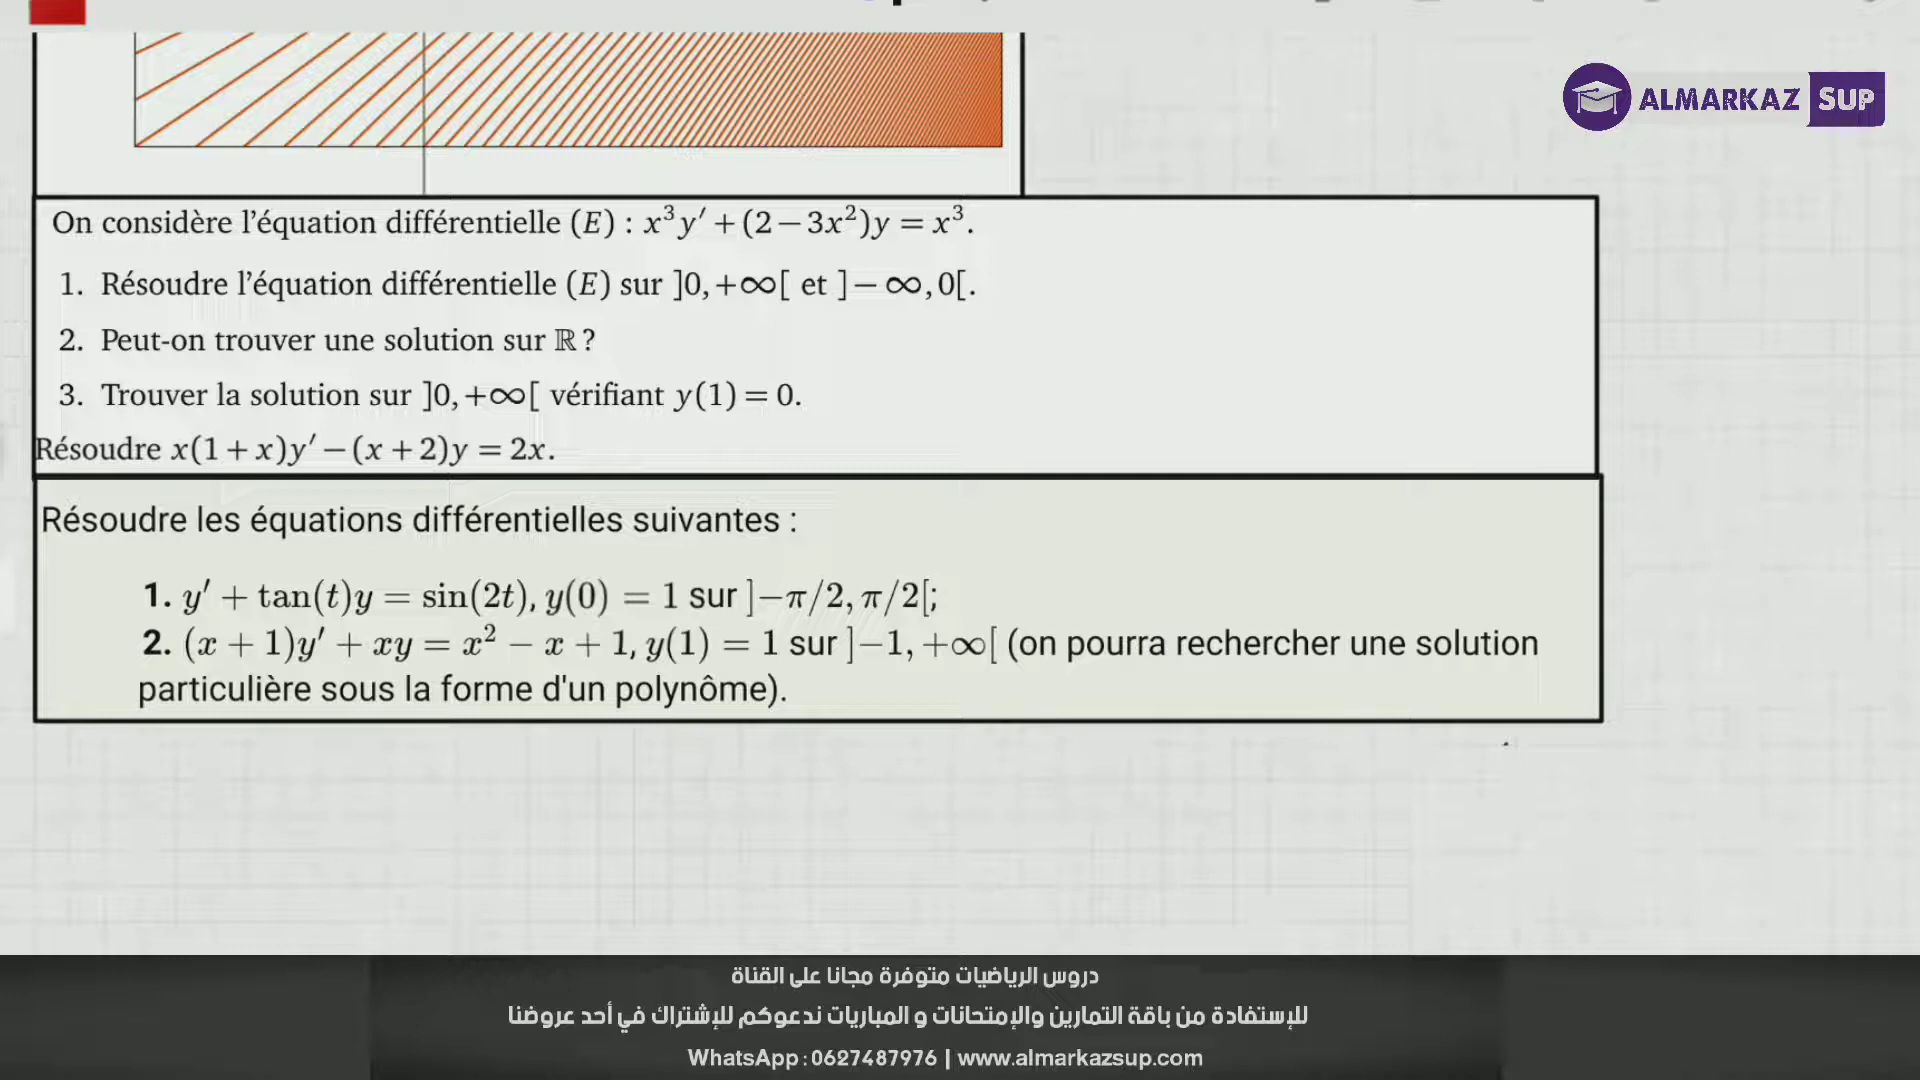 ALMARKAZ SUP
On considère l'équation différentielle (E) : x³y′ + (2 − 3x²)y = x³.
1. Résoudre l'équation différentielle (E) sur ]0,+∞[ et ]−∞,0[.
2. Peut-on trouver une solution sur ℝ ?
3. Trouver la solution sur ]0,+∞[ vérifiant y(1) = 0.
Résoudre x(1 + x)y′ − (x + 2)y = 2x.
Résoudre les équations différentielles suivantes :
1. y′ + tan(t)y = sin(2t), y(0) = 1 sur ]−π/2, π/2[;
2. (x + 1)y′ + xy = x² − x + 1, y(1) = 1 sur ]−1, +∞[ (on pourra rechercher une solution
particulière sous la forme d'un polynôme).
دروس الرياضيات متوفرة مجانا على القناة
للإستفادة من باقة التمارين والإمتحانات و المباريات ندعوكم للإشتراك في أحد عروضنا
WhatsApp : 0627487976 | www.almarkazsup.com